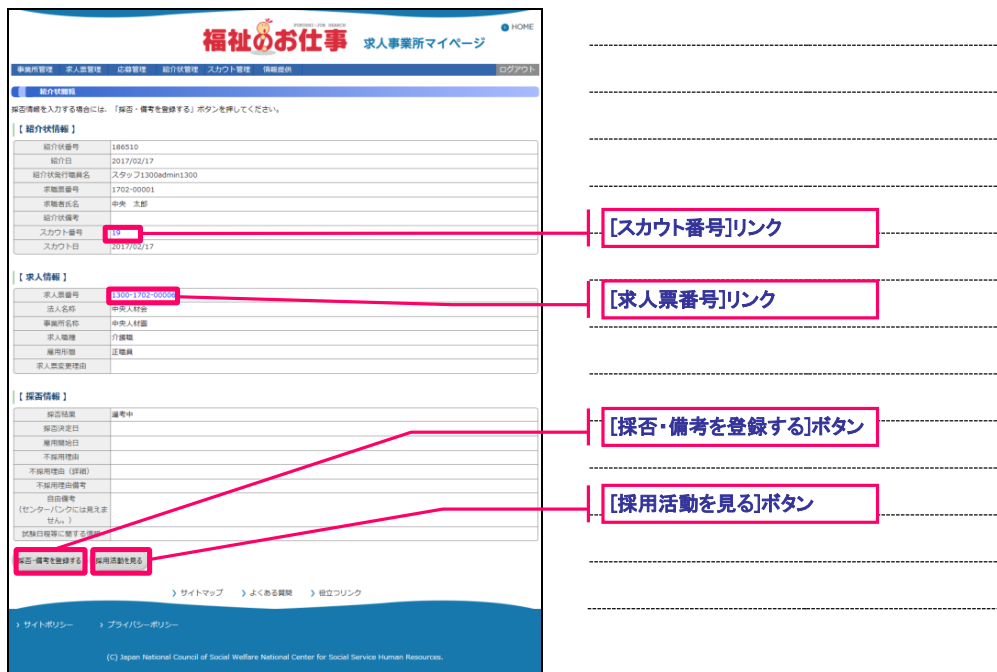 FUKUSHI-JOB SEARCH
福祉のお仕事 求人事業所マイページ
HOME
事業所管理 求人票管理 応募管理 紹介状管理 スカウト管理 情報提供 ログアウト
紹介状閲覧
採否情報を入力する場合には、「採否・備考を登録する」ボタンを押してください。
【 紹介状情報 】
紹介状番号 186510
紹介日 2017/02/17
紹介状発行職員名 スタッフ1300admin1300
求職票番号 1702-00001
求職者氏名 中央 太郎
紹介状備考
スカウト番号 19
スカウト日 2017/02/17
【 求人情報 】
求人票番号 1300-1702-00006
法人名称 中央人材会
事業所名称 中央人材園
求人職種 介護職
雇用形態 正職員
求人票変更理由
【 採否情報 】
採否結果 選考中
採否決定日
雇用開始日
不採用理由
不採用理由（詳細）
不採用理由備考
自由備考
（センターバンクには見えま
せん。）
試験日程等に関する情報
採否・備考を登録する 採用活動を見る
サイトマップ よくある質問 役立つリンク
サイトポリシー プライバシーポリシー
(C) Japan National Council of Social Welfare National Center for Social Service Human Resources.
[スカウト番号]リンク
[求人票番号]リンク
[採否・備考を登録する]ボタン
[採用活動を見る]ボタン